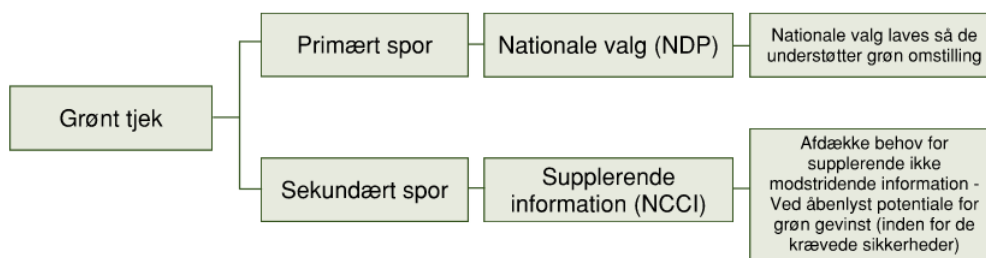 Grønt tjek
Primært spor
Nationale valg (NDP)
Nationale valg laves så de
understøtter grøn omstilling
Sekundært spor
Supplerende
information (NCCI)
Afdække behov for
supplerende ikke
modstridende information -
Ved åbenlyst potentiale for
grøn gevinst (inden for de
krævede sikkerheder)